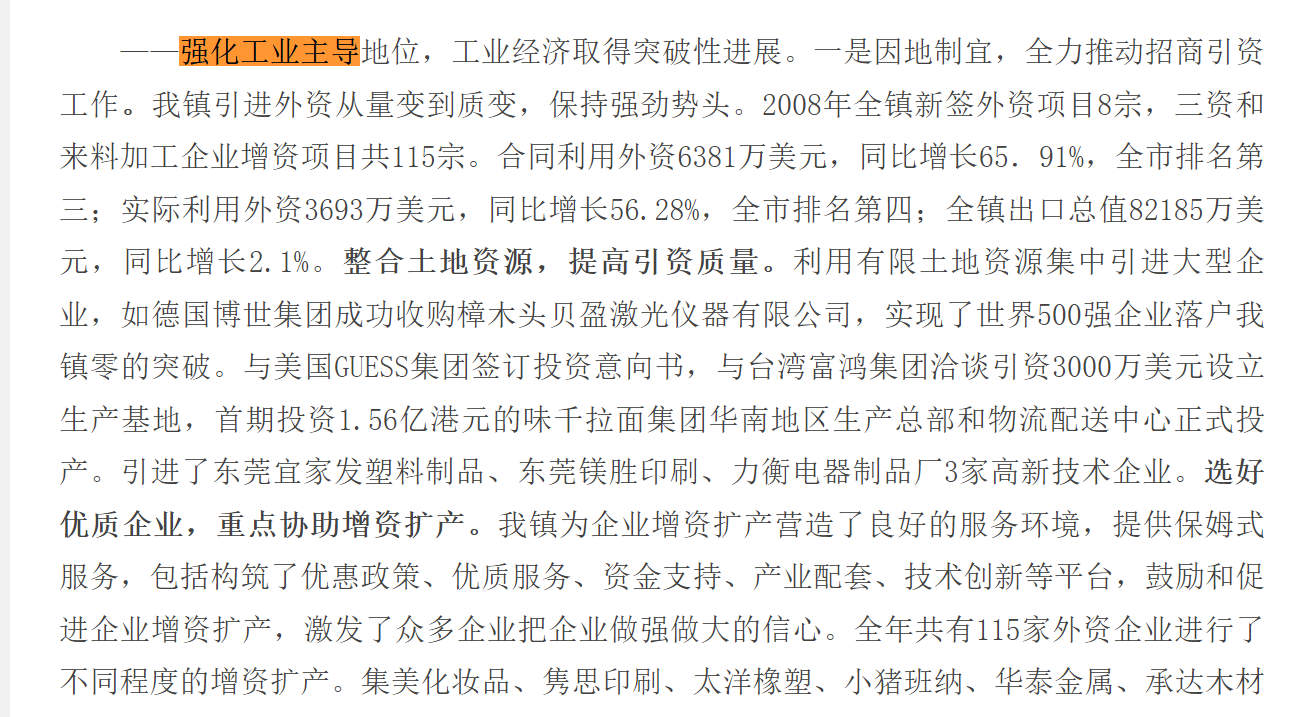 ——强化工业主导地位，工业经济取得突破性进展。一是因地制宜，全力推动招商引资
工作。我镇引进外资从量变到质变，保持强劲势头。2008年全镇新签外资项目8宗，三资和
来料加工企业增资项目共115宗。合同利用外资6381万美元，同比增长65．91%，全市排名第
三；实际利用外资3693万美元，同比增长56.28%，全市排名第四；全镇出口总值82185万美
元，同比增长2.1%。整合土地资源，提高引资质量。利用有限土地资源集中引进大型企
业，如德国博世集团成功收购樟木头贝盈激光仪器有限公司，实现了世界500强企业落户我
镇零的突破。与美国GUESS集团签订投资意向书，与台湾富鸿集团洽谈引资3000万美元设立
生产基地，首期投资1.56亿港元的味千拉面集团华南地区生产总部和物流配送中心正式投
产。引进了东莞宜家发塑料制品、东莞镁胜印刷、力衡电器制品厂3家高新技术企业。选好
优质企业，重点协助增资扩产。我镇为企业增资扩产营造了良好的服务环境，提供保姆式
服务，包括构筑了优惠政策、优质服务、资金支持、产业配套、技术创新等平台，鼓励和促
进企业增资扩产，激发了众多企业把企业做强做大的信心。全年共有115家外资企业进行了
不同程度的增资扩产。集美化妆品、隽思印刷、太洋橡塑、小猪班纳、华泰金属、承达木材